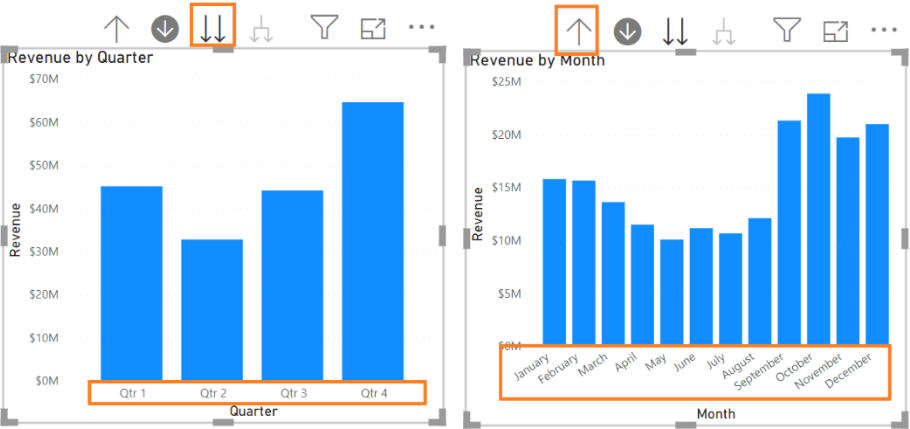 Revenue by Quarter
$70M
$60M
$50M
$40M
$30M
$20M
$10M
$0M
Revenue
Qtr 1 Qtr 2 Qtr 3 Qtr 4
Quarter
Revenue by Month
$25M
$20M
$15M
$10M
$5M
$0M
Revenue
January February March April May June July August September October November December
Month